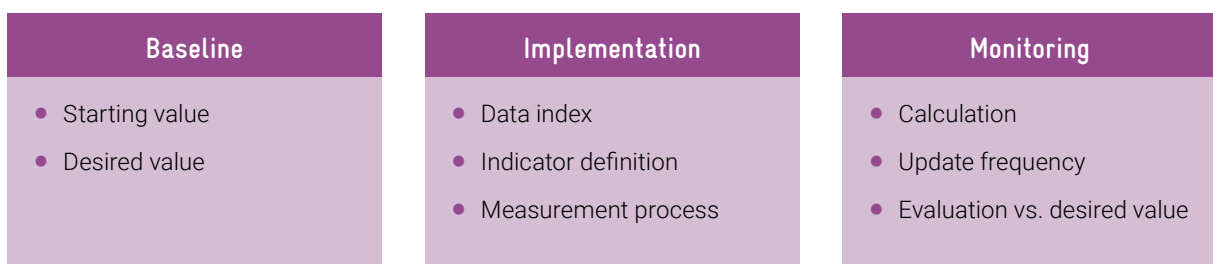 Baseline
Starting value
Desired value
Implementation
Data index
Indicator definition
Measurement process
Monitoring
Calculation
Update frequency
Evaluation vs. desired value